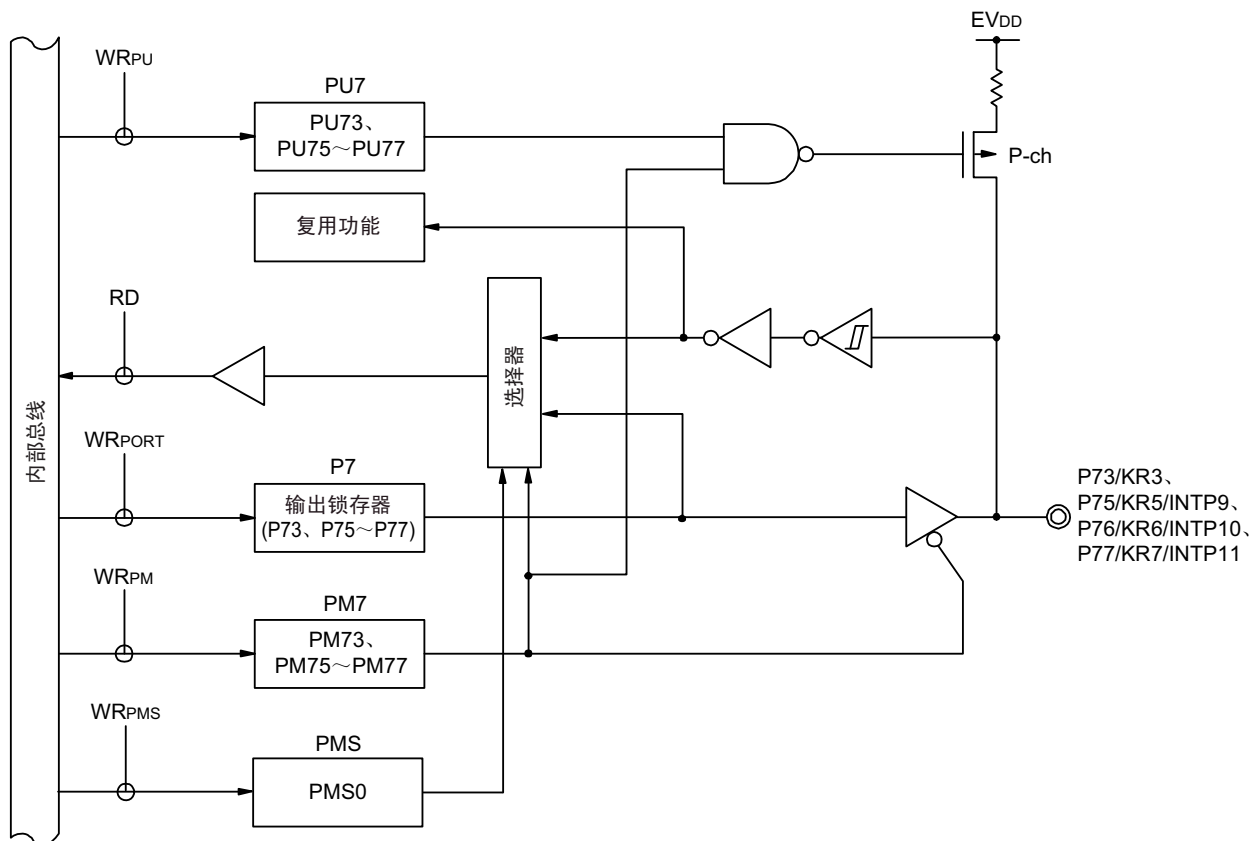 EVDD
WRPU
PU7
PU73、
PU75～PU77
P-ch
复用功能
RD
选择器
内部总线
WRPORT
P7
输出锁存器
(P73、P75～P77)
P73/KR3、
P75/KR5/INTP9、
P76/KR6/INTP10、
P77/KR7/INTP11
WRPM
PM7
PM73、
PM75～PM77
WRPMS
PMS
PMS0